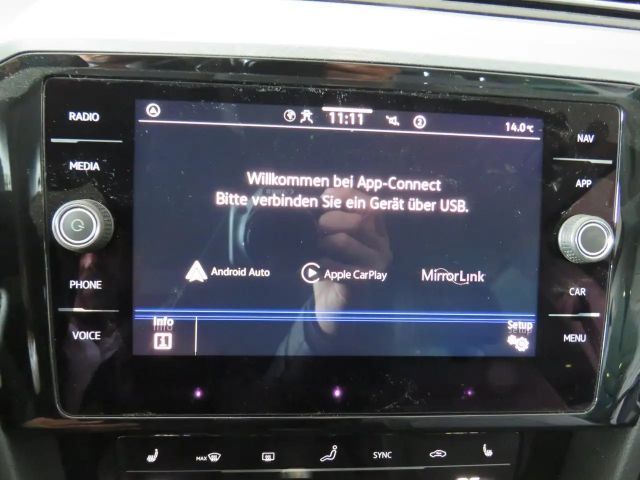 11:11
14.0°C
RADIO
NAV
MEDIA
APP
Willkommen bei App-Connect
Bitte verbinden Sie ein Gerät über USB.
Android Auto
Apple CarPlay
MirrorLink
PHONE
CAR
VOICE
Info
Setup
MENU
MAX
SYNC